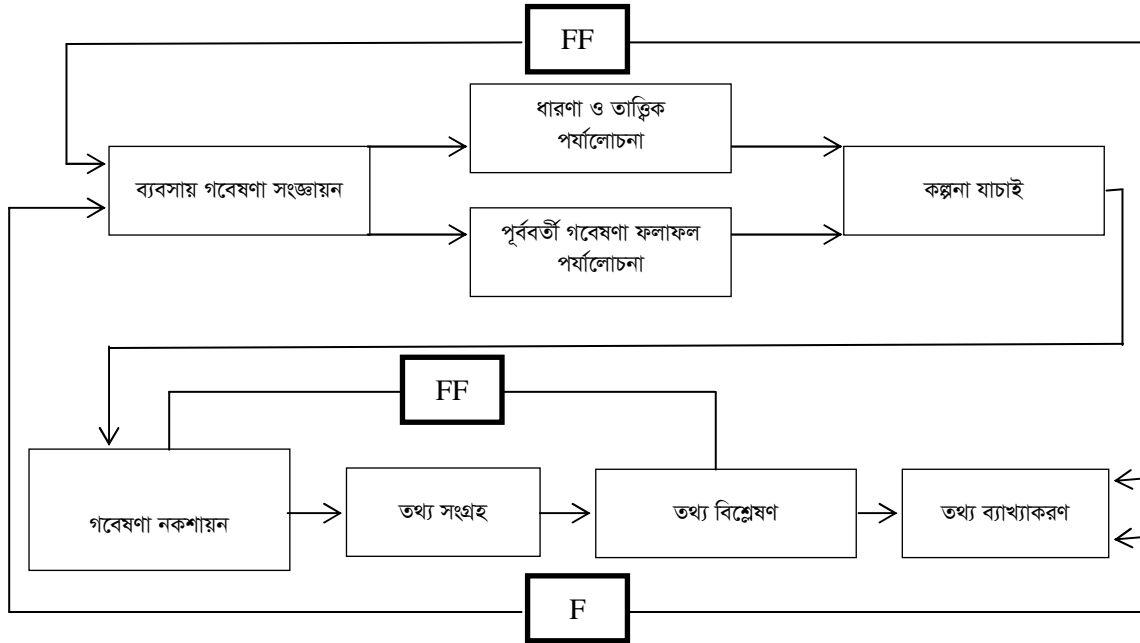 FF
ধারণা ও তাত্ত্বিক
পর্যালোচনা
ব্যবসায় গবেষণা সংজ্ঞায়ন
কল্পনা যাচাই
পূর্ববর্তী গবেষণা ফলাফল
পর্যালোচনা
FF
গবেষণা নকশায়ন
তথ্য সংগ্রহ
তথ্য বিশ্লেষণ
তথ্য ব্যাখ্যাকরণ
F